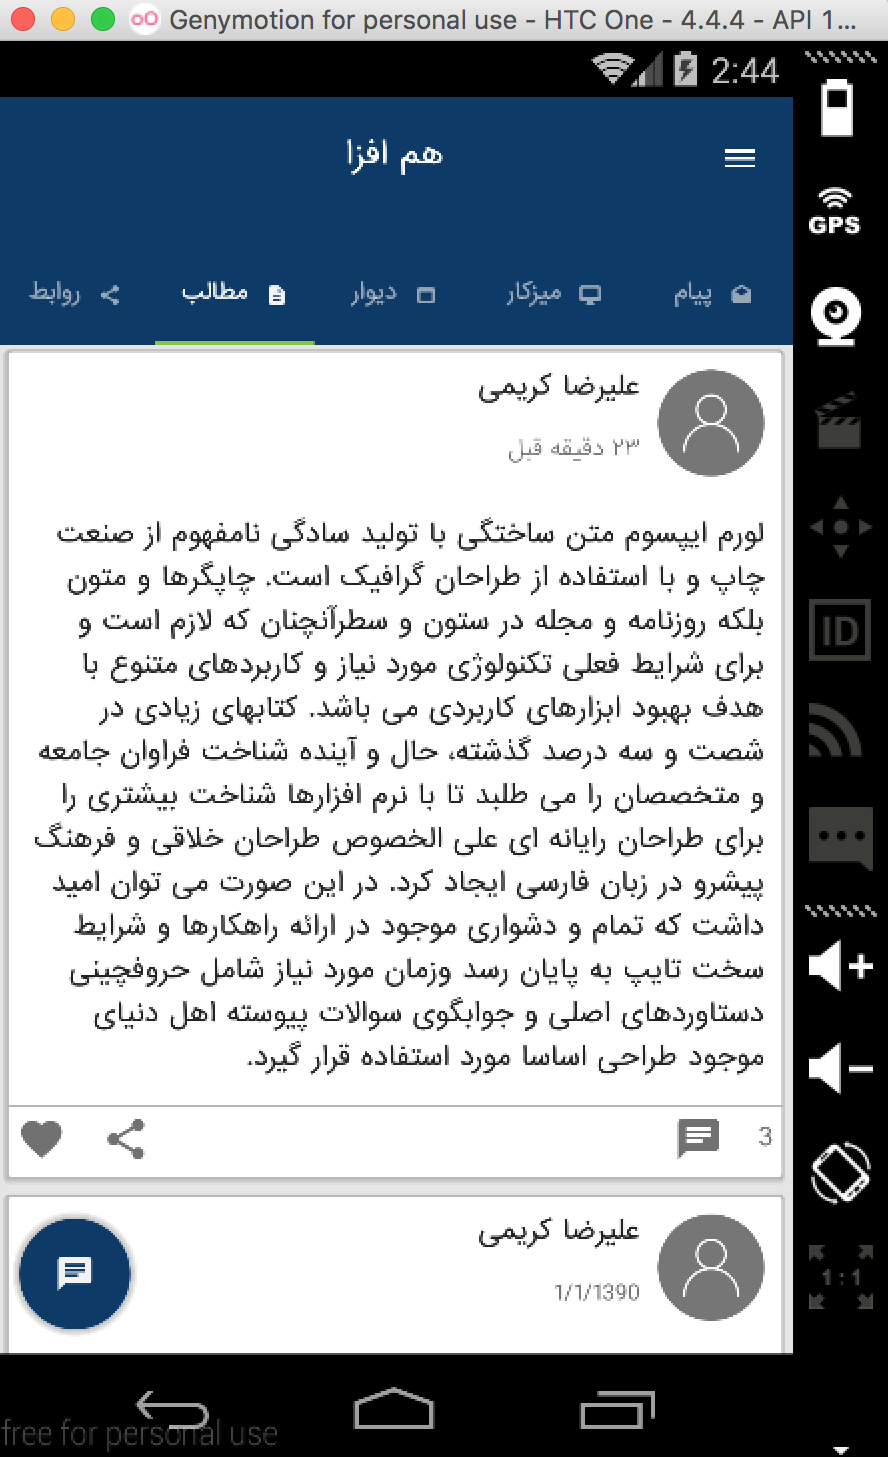 Genymotion for personal use - HTC One - 4.4.4 - API 1...
2:44
هم افزا
پیام
میزکار
دیوار
مطالب
روابط
GPS
علیرضا کریمی
۲۳ دقیقه قبل
لورم ایپسوم متن ساختگی با تولید سادگی نامفهوم از صنعت
چاپ و با استفاده از طراحان گرافیک است. چاپگرها و متون
بلکه روزنامه و مجله در ستون و سطرآنچنان که لازم است و
برای شرایط فعلی تکنولوژی مورد نیاز و کاربردهای متنوع با
هدف بهبود ابزارهای کاربردی می باشد. کتابهای زیادی در
شصت و سه درصد گذشته، حال و آینده شناخت فراوان جامعه
و متخصصان را می طلبد تا با نرم افزارها شناخت بیشتری را
برای طراحان رایانه ای علی الخصوص طراحان خلاقی و فرهنگ
پیشرو در زبان فارسی ایجاد کرد. در این صورت می توان امید
داشت که تمام و دشواری موجود در ارائه راهکارها و شرایط
سخت تایپ به پایان رسد وزمان مورد نیاز شامل حروفچینی
دستاوردهای اصلی و جوابگوی سوالات پیوسته اهل دنیای
موجود طراحی اساسا مورد استفاده قرار گیرد.
ID
3
علیرضا کریمی
1/1/1390
1:1
free for personal use